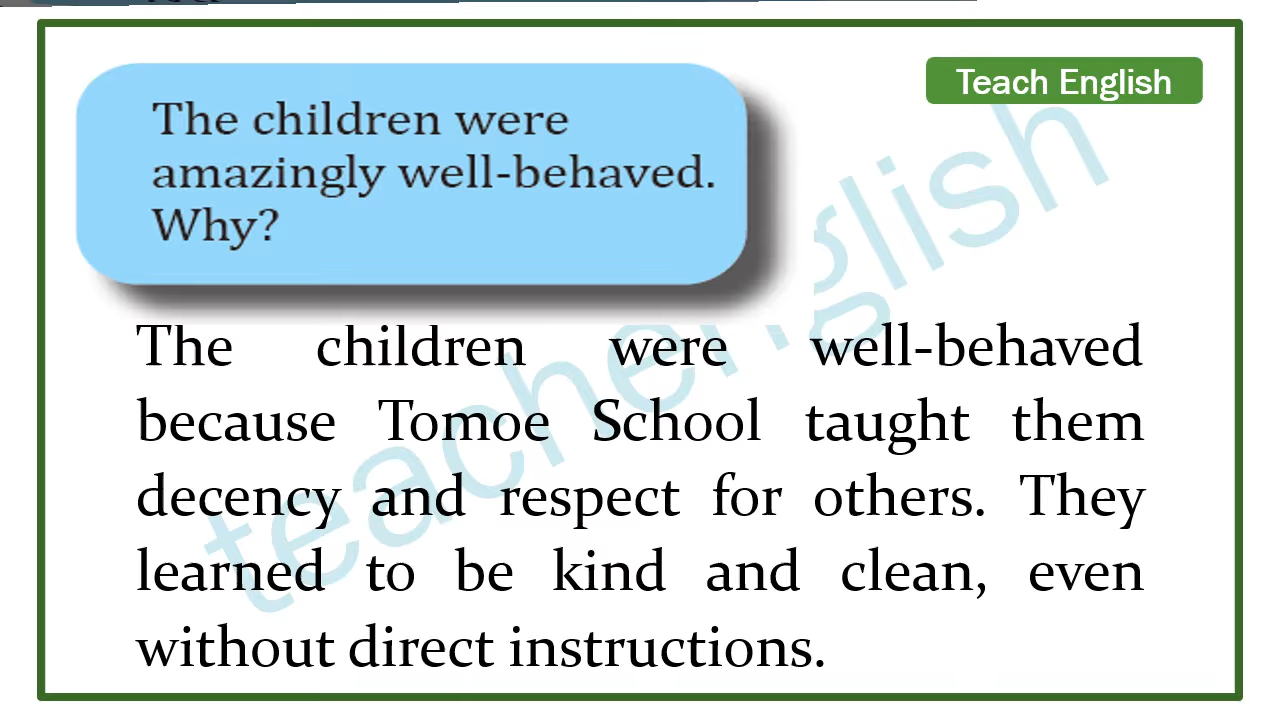 Teach English
The children were
amazingly well-behaved.
Why?
The children were well-behaved
because Tomoe School taught them
decency and respect for others. They
learned to be kind and clean, even
without direct instructions.
teachenglish